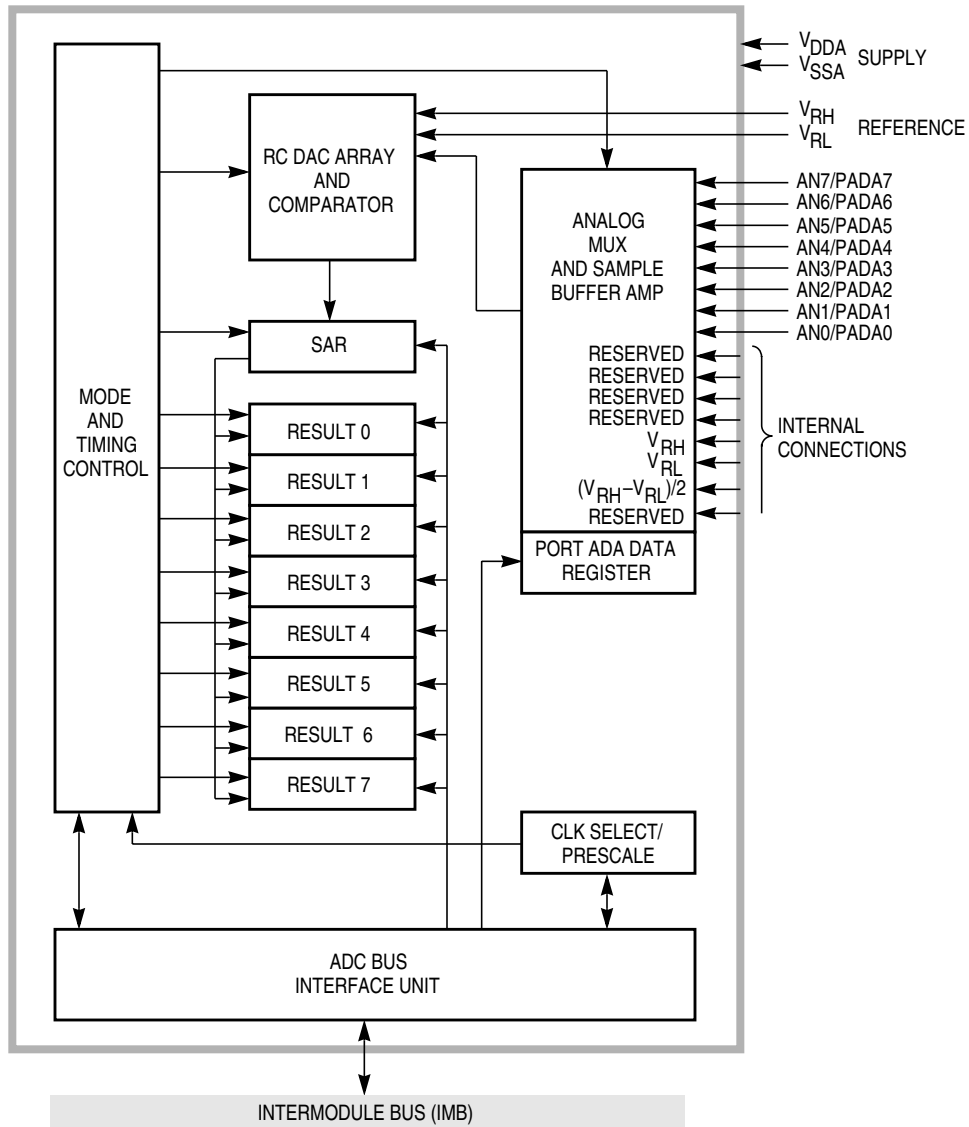 MODE
AND
TIMING
CONTROL
RC DAC ARRAY
AND
COMPARATOR
SAR
RESULT 0
RESULT 1
RESULT 2
RESULT 3
RESULT 4
RESULT 5
RESULT 6
RESULT 7
ANALOG
MUX
AND SAMPLE
BUFFER AMP
RESERVED
RESERVED
RESERVED
RESERVED
VRH
VRL
(VRH–VRL)/2
RESERVED
PORT ADA DATA
REGISTER
VDDA
VSSA
SUPPLY
VRH
VRL
REFERENCE
AN7/PADA7
AN6/PADA6
AN5/PADA5
AN4/PADA4
AN3/PADA3
AN2/PADA2
AN1/PADA1
AN0/PADA0
INTERNAL
CONNECTIONS
CLK SELECT/
PRESCALE
ADC BUS
INTERFACE UNIT
INTERMODULE BUS (IMB)